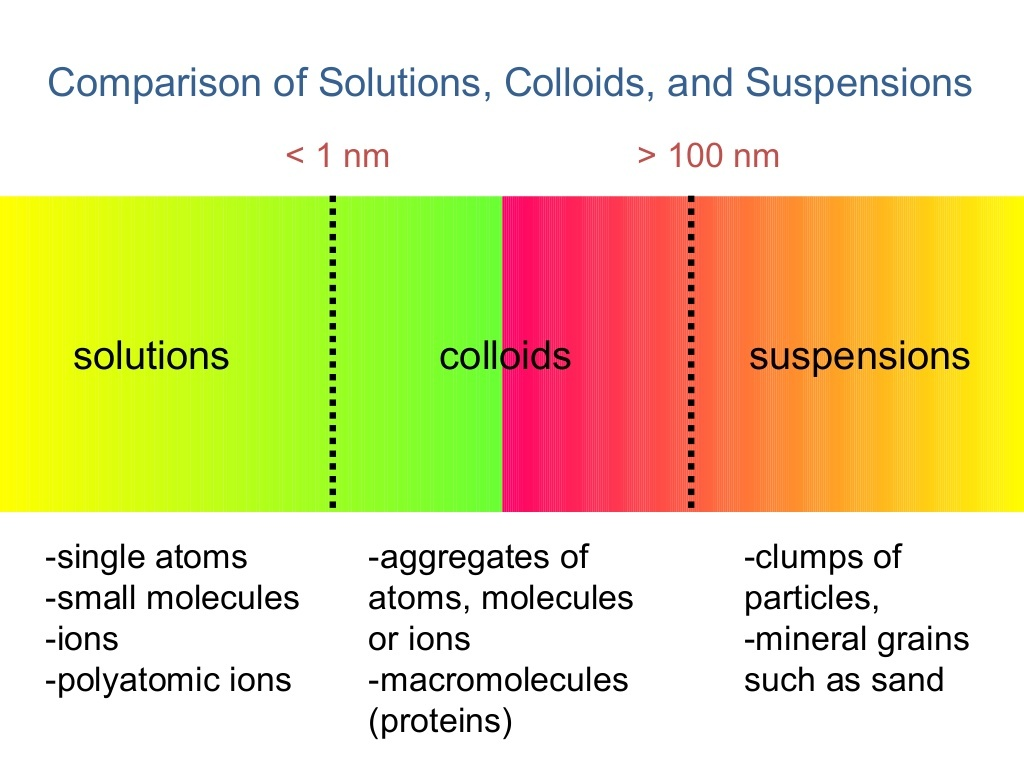 Comparison of Solutions, Colloids, and Suspensions
< 1 nm
> 100 nm
solutions
colloids
suspensions
-single atoms
-small molecules
-ions
-polyatomic ions
-aggregates of
atoms, molecules
or ions
-macromolecules
(proteins)
-clumps of
particles,
-mineral grains
such as sand